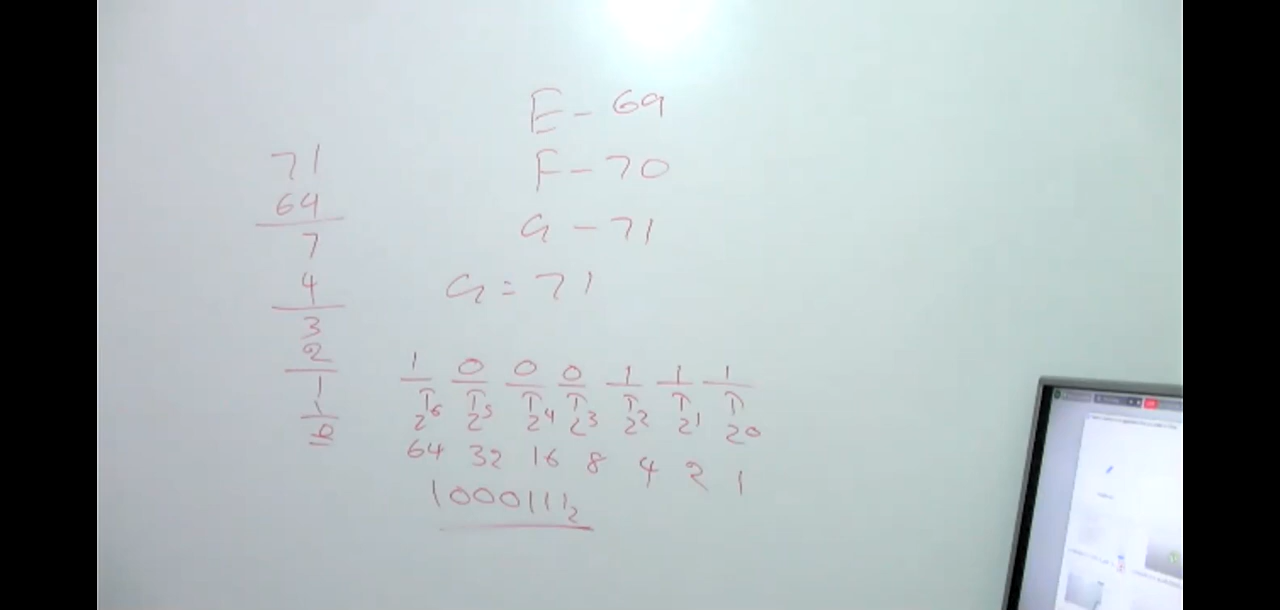 E - 69
F - 70
G - 71
G = 71
71
64
7
4
3
2
1
1
0
1 0 0 0 1 1 1
↑ ↑ ↑ ↑ ↑ ↑ ↑
2⁶ 2⁵ 2⁴ 2³ 2² 2¹ 2⁰
64 32 16 8 4 2 1
1000111₂